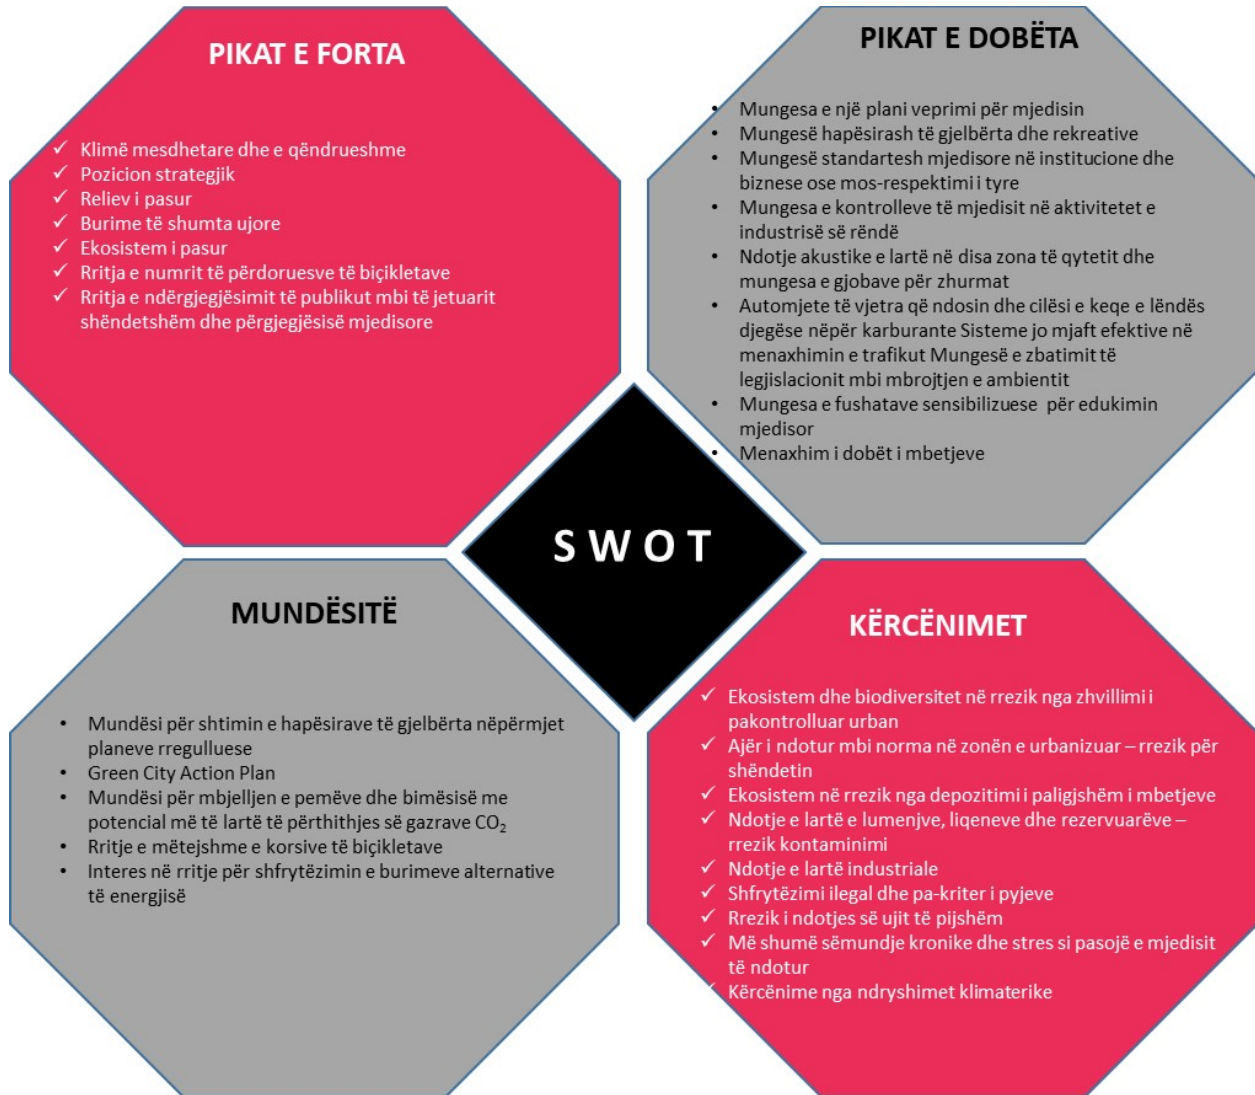 PIKAT E FORTA
✓ Klimë mesdhetare dhe e qëndrueshme
✓ Pozicion strategjik
✓ Reliev i pasur
✓ Burime të shumta ujore
✓ Ekosistem i pasur
✓ Rritja e numrit të përdoruesve të biçikletave
✓ Rritja e ndërgjegjësimit të publikut mbi të jetuarit
shëndetshëm dhe përgjegjësisë mjedisore
PIKAT E DOBËTA
• Mungesa e një plani veprimi për mjedisin
• Mungesë hapësirash të gjelbërta dhe rekreative
• Mungesë standartesh mjedisore në institucione dhe
biznese ose mos-respektimi i tyre
• Mungesa e kontrolleve të mjedisit në aktivitetet e
industrisë së rëndë
• Ndotje akustike e lartë në disa zona të qytetit dhe
mungesa e gjobave për zhurmat
• Automjete të vjetra që ndosin dhe cilësi e keqe e lëndës
djegëse nëpër karburante Sisteme jo mjaft efektive në
menaxhimin e trafikut Mungesë e zbatimit të
legjislacionit mbi mbrojtjen e ambientit
• Mungesa e fushatave sensibilizuese për edukimin
mjedisor
• Menaxhim i dobët i mbetjeve
S W O T
MUNDËSITË
• Mundësi për shtimin e hapësirave të gjelbërta nëpërmjet
planeve rregulluese
• Green City Action Plan
• Mundësi për mbjelljen e pemëve dhe bimësisë me
potencial më të lartë të përthithjes së gazrave CO₂
• Rritje e mëtejshme e korsive të biçikletave
• Interes në rritje për shfrytëzimin e burimeve alternative
të energjisë
KËRCËNIMET
✓ Ekosistem dhe biodiversitet në rrezik nga zhvillimi i
pakontrolluar urban
✓ Ajër i ndotur mbi norma në zonën e urbanizuar – rrezik për
shëndetin
✓ Ekosistem në rrezik nga depozitimi i paligjshëm i mbetjeve
✓ Ndotje e lartë e lumenjve, liqeneve dhe rezervuarëve –
rrezik kontaminimi
✓ Ndotje e lartë industriale
✓ Shfrytëzimi ilegal dhe pa-kriter i pyjeve
✓ Rrezik i ndotjes së ujit të pijshëm
✓ Më shumë sëmundje kronike dhe stres si pasojë e mjedisit
të ndotur
✓ Kërcënime nga ndryshimet klimaterike